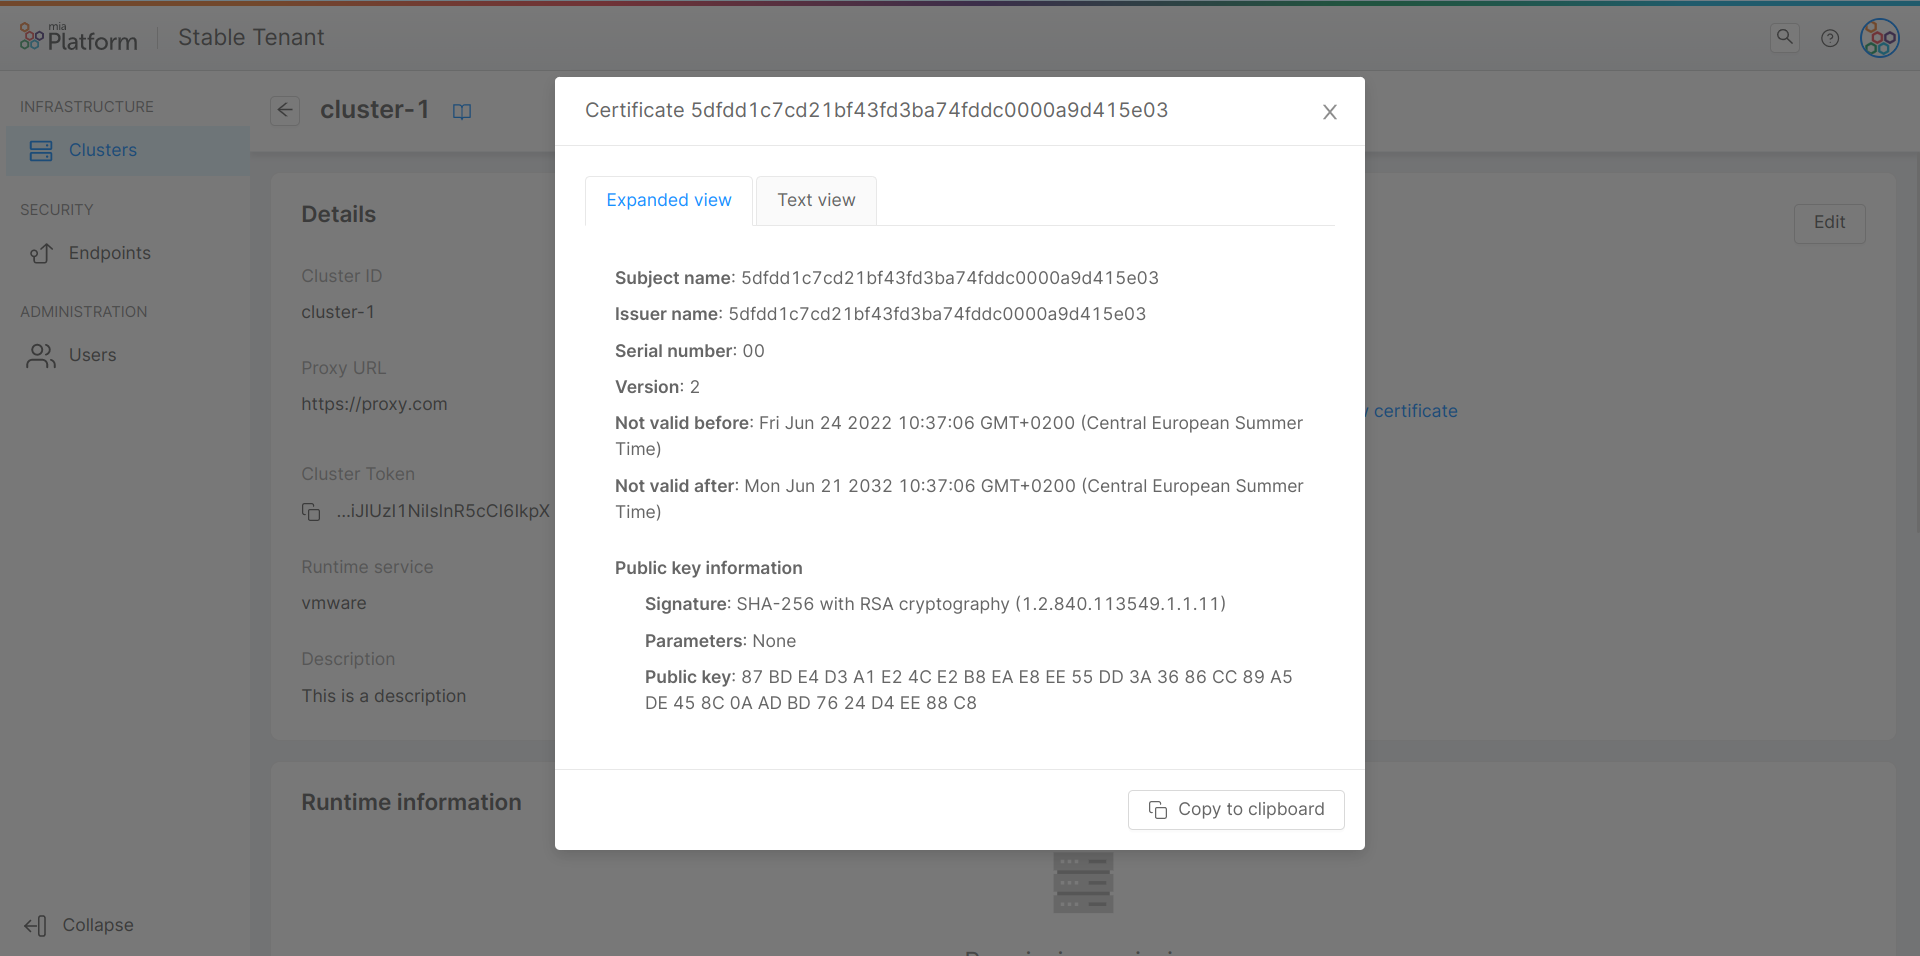 mia
Platform
Stable Tenant
INFRASTRUCTURE
Clusters
SECURITY
Endpoints
ADMINISTRATION
Users
Collapse
cluster-1
Details
Edit
Cluster ID
cluster-1
Proxy URL
https://proxy.com
certificate
Cluster Token
Runtime service
vmware
Description
This is a description
Runtime information
Certificate 5dfdd1c7cd21bf43fd3ba74fddc0000a9d415e03
Expanded view
Text view
Subject name: 5dfdd1c7cd21bf43fd3ba74fddc0000a9d415e03
Issuer name: 5dfdd1c7cd21bf43fd3ba74fddc0000a9d415e03
Serial number: 00
Version: 2
Not valid before: Fri Jun 24 2022 10:37:06 GMT+0200 (Central European Summer
Time)
Not valid after: Mon Jun 21 2032 10:37:06 GMT+0200 (Central European Summer
Time)
Public key information
Signature: SHA-256 with RSA cryptography (1.2.840.113549.1.1.11)
Parameters: None
Public key: 87 BD E4 D3 A1 E2 4C E2 B8 EA E8 EE 55 DD 3A 36 86 CC 89 A5
DE 45 8C 0A AD BD 76 24 D4 EE 88 C8
Copy to clipboard